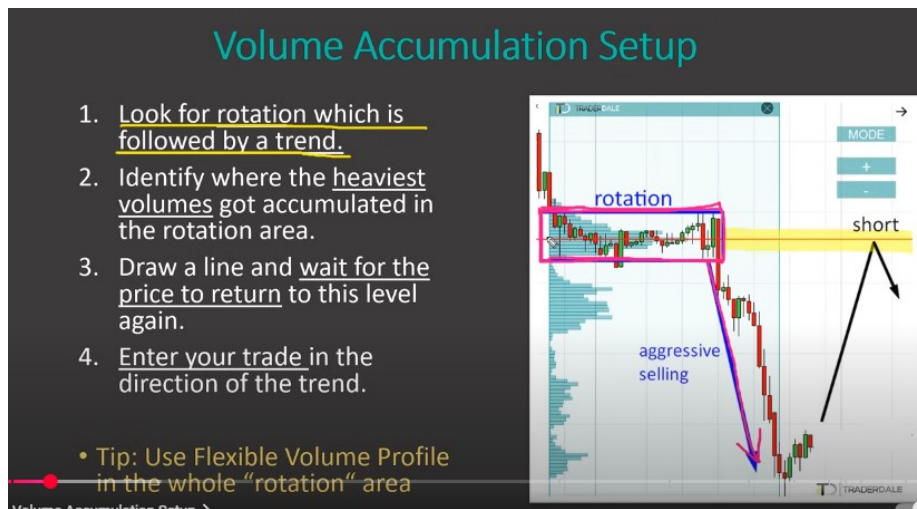 Volume Accumulation Setup
1. Look for rotation which is
followed by a trend.
2. Identify where the heaviest
volumes got accumulated in
the rotation area.
3. Draw a line and wait for the
price to return to this level
again.
4. Enter your trade in the
direction of the trend.
• Tip: Use Flexible Volume Profile
in the whole “rotation“ area
TRADERDALE
MODE
+
-
rotation
short
aggressive
selling
TRADERDALE
Volume Accumulation Setup